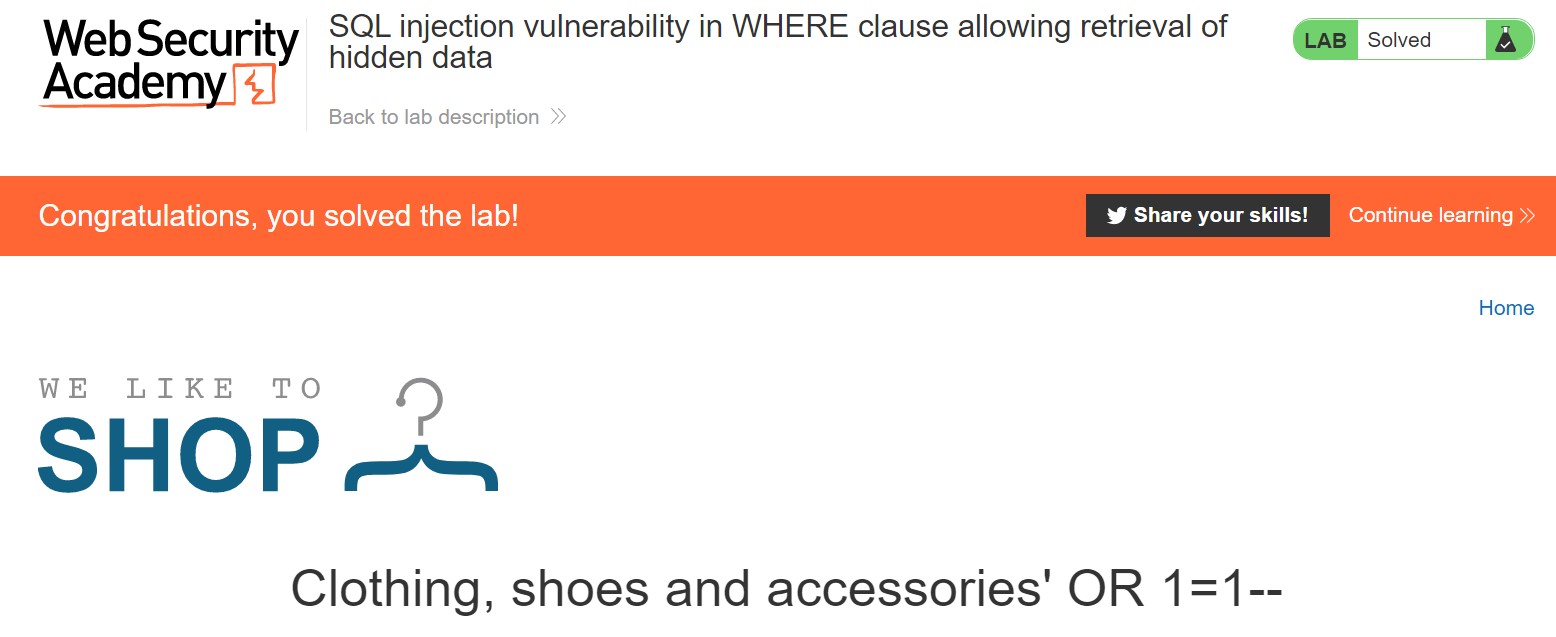 Web Security
Academy
SQL injection vulnerability in WHERE clause allowing retrieval of
hidden data
Back to lab description
LAB Solved
Congratulations, you solved the lab!
Share your skills!
Continue learning
Home
WE LIKE TO
SHOP
Clothing, shoes and accessories' OR 1=1--